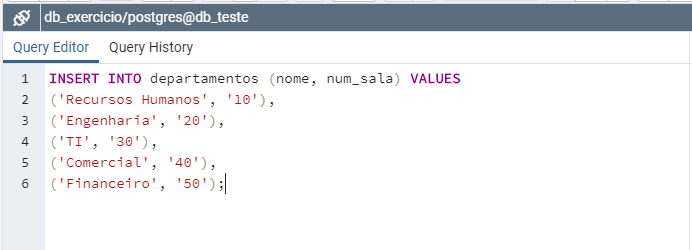 db_exercicio/postgres@db_teste
Query Editor Query History
1 INSERT INTO departamentos (nome, num_sala) VALUES
2 ('Recursos Humanos', '10'),
3 ('Engenharia', '20'),
4 ('TI', '30'),
5 ('Comercial', '40'),
6 ('Financeiro', '50');